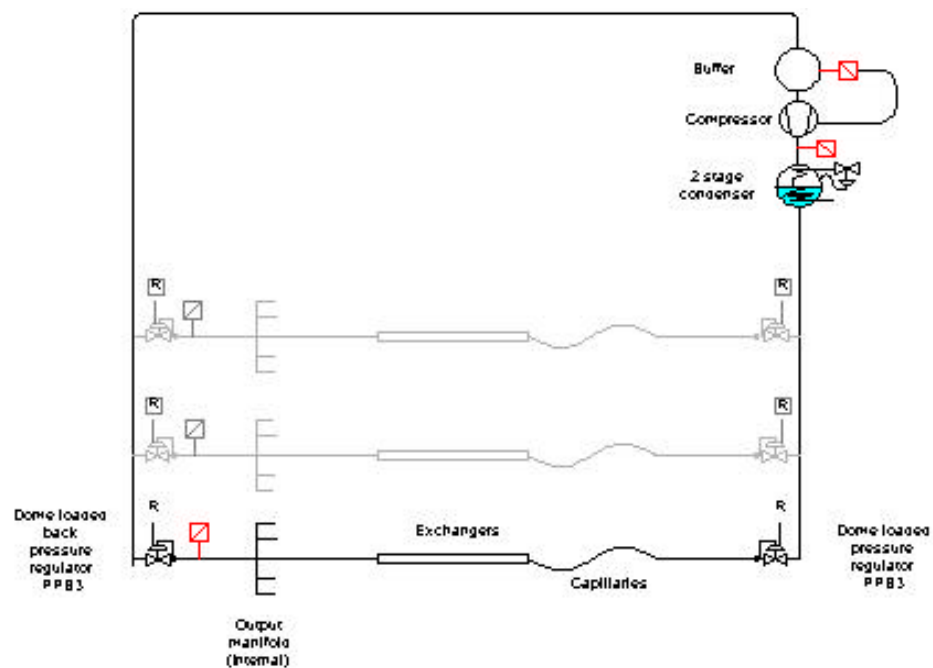 Buffer
Compressor
2 stage
condenser
R
R
R
R
Dome loaded
back
pressure
regulator
PPB3
R
Exchangers
Capillaries
R
Dome loaded
pressure
regulator
PPB3
Output
manifold
(internal)